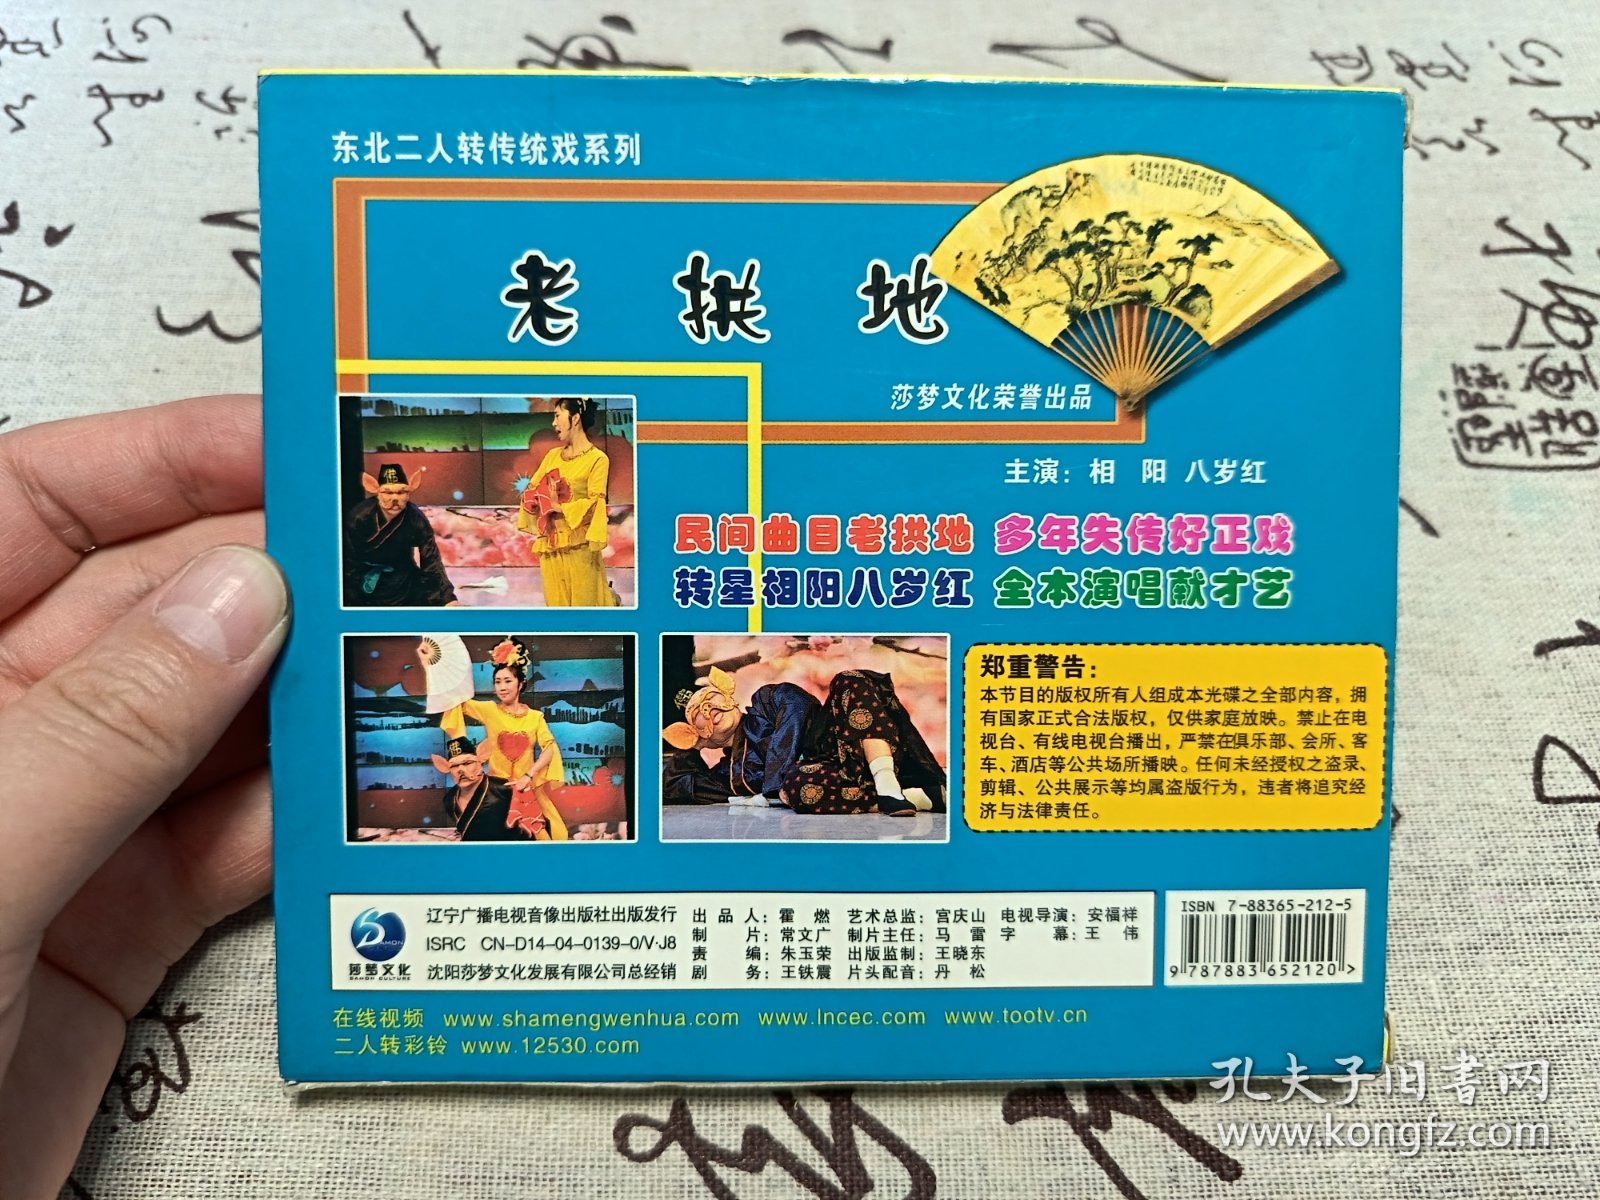 东北二人转传统戏系列
老拱地
莎梦文化荣誉出品
主演：相 阳 八岁红
民间曲目老拱地 多年失传好正戏
转星相阳八岁红 全本演唱献才艺
郑重警告：
本节目的版权所有人组成本光碟之全部内容，拥
有国家正式合法版权，仅供家庭放映。禁止在电
视台、有线电视台播出，严禁在俱乐部、会所、客
车、酒店等公共场所播映。任何未经授权之盗录、
剪辑、公共展示等均属盗版行为，违者将追究经
济与法律责任。
莎梦文化
DAMON CULTURE
辽宁广播电视音像出版社出版发行
ISRC CN-D14-04-0139-0/V·J8
沈阳莎梦文化发展有限公司总经销
出品人：霍 燃 艺术总监：宫庆山 电视导演：安福祥
制 片：常文广 制片主任：马 雷 字 幕：王 伟
责 编：朱玉荣 出版监制：王晓东
剧 务：王铁震 片头配音：丹 松
ISBN 7-88365-212-5
9 787883 652120 >
在线视频 www.shamengwenhua.com www.lncec.com www.tootv.cn
二人转彩铃 www.12530.com
孔夫子旧书网
www.kongfz.com